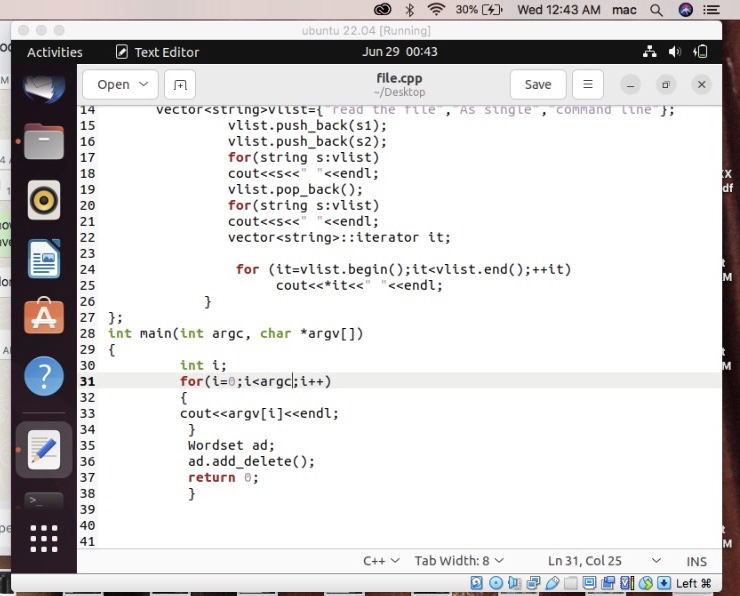 30% Wed 12:43 AM mac
ubuntu 22.04 [Running]
Activities Text Editor Jun 29 00:43
Open file.cpp Save
~/Desktop
14 vector<string>vlist={"read the file","As single","command line"};
15 vlist.push_back(s1);
16 vlist.push_back(s2);
17 for(string s:vlist)
18 cout<<s<<" "<<endl;
19 vlist.pop_back();
20 for(string s:vlist)
21 cout<<s<<" "<<endl;
22 vector<string>::iterator it;
23
24 for (it=vlist.begin();it<vlist.end();++it)
25 cout<<*it<<" "<<endl;
26 }
27 };
28 int main(int argc, char *argv[])
29 {
30 int i;
31 for(i=0;i<argc;i++)
32 {
33 cout<<argv[i]<<endl;
34 }
35 Wordset ad;
36 ad.add_delete();
37 return 0;
38 }
39
40
41
C++ Tab Width: 8 Ln 31, Col 25 INS
Left ⌘